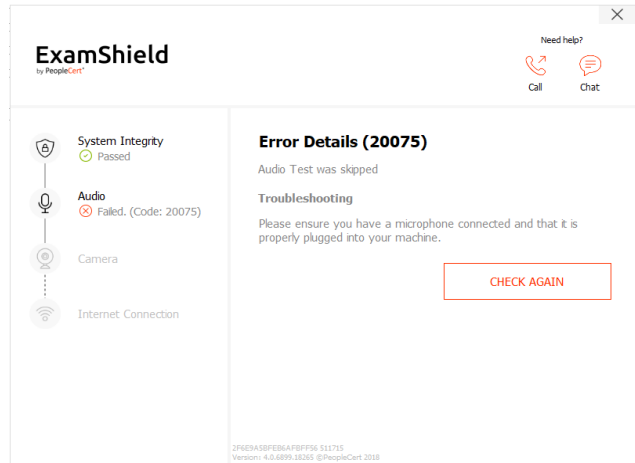 ExamShield
by PeopleCert
Need help?
Call
Chat
System Integrity
Passed
Audio
Failed. (Code: 20075)
Camera
Internet Connection
Error Details (20075)
Audio Test was skipped
Troubleshooting
Please ensure you have a microphone connected and that it is
properly plugged into your machine.
CHECK AGAIN
2F6E9A5BFEB6AFBFF56 S11715
Version: 4.0.6899.18265 ©PeopleCert 2018